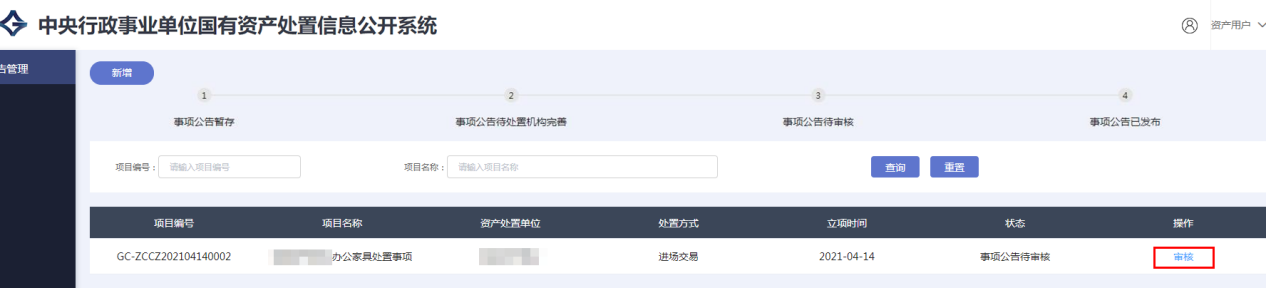 中央行政事业单位国有资产处置信息公开系统
资产用户
告管理
新增
1 2 3 4
事项公告暂存 事项公告待处置机构完善 事项公告待审核 事项公告已发布
项目编号： 请输入项目编号 项目名称： 请输入项目名称 查询 重置
项目编号 项目名称 资产处置单位 处置方式 立项时间 状态 操作
GC-ZCCZ202104140002 办公家具处置事项 进场交易 2021-04-14 事项公告待审核 审核